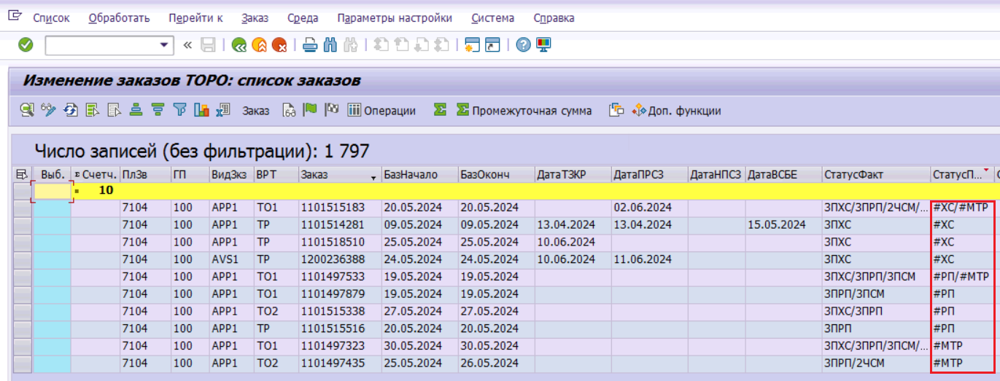 Список Обработать Перейти к Заказ Среда Параметры настройки Система Справка
Изменение заказов ТОРО: список заказов
Заказ Операции Промежуточная сумма Доп. функции
Число записей (без фильтрации): 1 797
Выб. Σ Счетч. ПлЗв ГП ВидЗкз ВРТ Заказ БазНачало БазОконч ДатаТЗКР ДатаПРСЗ ДатаНПСЗ ДатаВСБЕ СтатусФакт СтатусП...
10
7104 100 APP1 ТО1 1101515183 20.05.2024 20.05.2024 02.06.2024 ЗПХС/ЗПРП/2ЧСМ/... #ХС/#МТР
7104 100 APP1 ТР 1101514281 09.05.2024 09.05.2024 13.04.2024 13.04.2024 15.05.2024 ЗПХС #ХС
7104 100 APP1 ТР 1101518510 25.05.2024 25.05.2024 10.06.2024 ЗПХС #ХС
7104 100 AVS1 ТР 1200236388 24.05.2024 24.05.2024 10.06.2024 11.06.2024 ЗПХС #ХС
7104 100 APP1 ТО1 1101497533 19.05.2024 19.05.2024 ЗПХС/ЗПРП/ЗПСМ #РП/#МТР
7104 100 APP1 ТО1 1101497879 19.05.2024 19.05.2024 ЗПРП/ЗПСМ #РП
7104 100 APP1 ТО2 1101515338 27.05.2024 27.05.2024 ЗПХС/ЗПРП #РП
7104 100 APP1 ТР 1101515516 20.05.2024 20.05.2024 ЗПРП #РП
7104 100 APP1 ТО1 1101497323 30.05.2024 30.05.2024 ЗПХС/ЗПРП/ЗПСМ/... #МТР
7104 100 APP1 ТО2 1101497435 25.05.2024 26.05.2024 ЗПРП/2ЧСМ #МТР